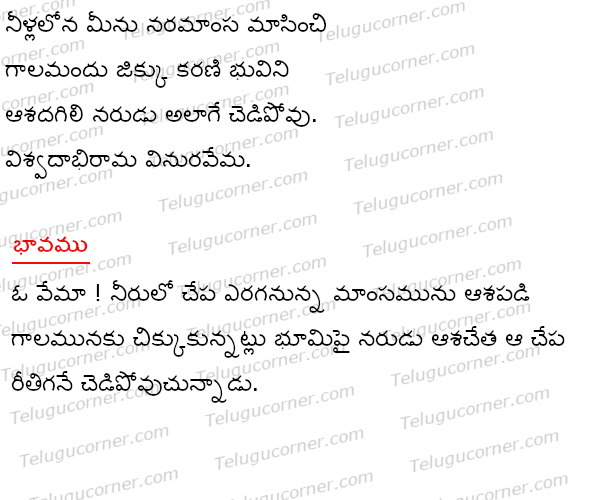 నీళ్లలోన మీను నరమాంస మాసించి
గాలమందు జిక్కు కరణి భువిని
ఆశదగిలి నరుడు అలాగే చెడిపోవు.
విశ్వదాభిరామ వినురవేమ.
భావము
ఓ వేమా ! నీరులో చేప ఎరగనున్న మాంసమును ఆశపడి
గాలమునకు చిక్కుకున్నట్లు భూమిపై నరుడు ఆశచేత ఆ చేప
రీతిగనే చెడిపోవుచున్నాడు.
Telugucorner.com